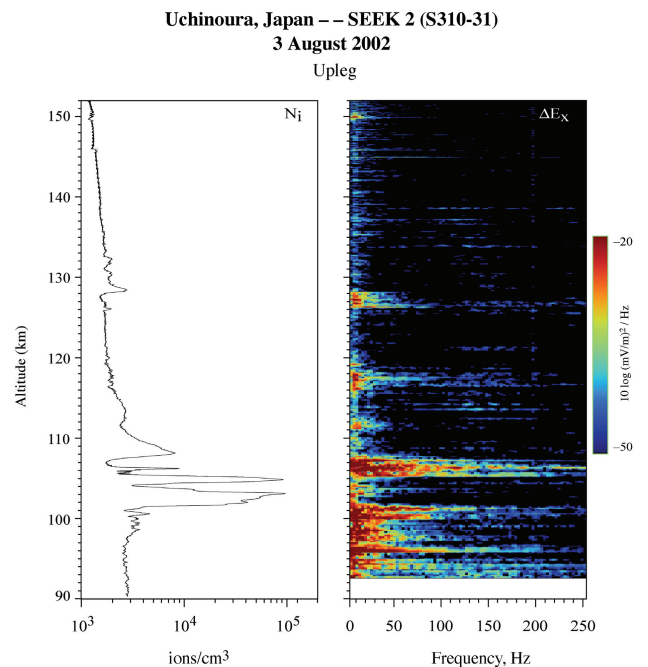 Uchinoura, Japan – – SEEK 2 (S310-31)
3 August 2002
Upleg
Ni
ΔEx
Altitude (km)
150
140
130
120
110
100
90
10³ 10⁴ 10⁵
ions/cm³
0 50 100 150 200 250
Frequency, Hz
–20
10 log (mV/m)² / Hz
–50